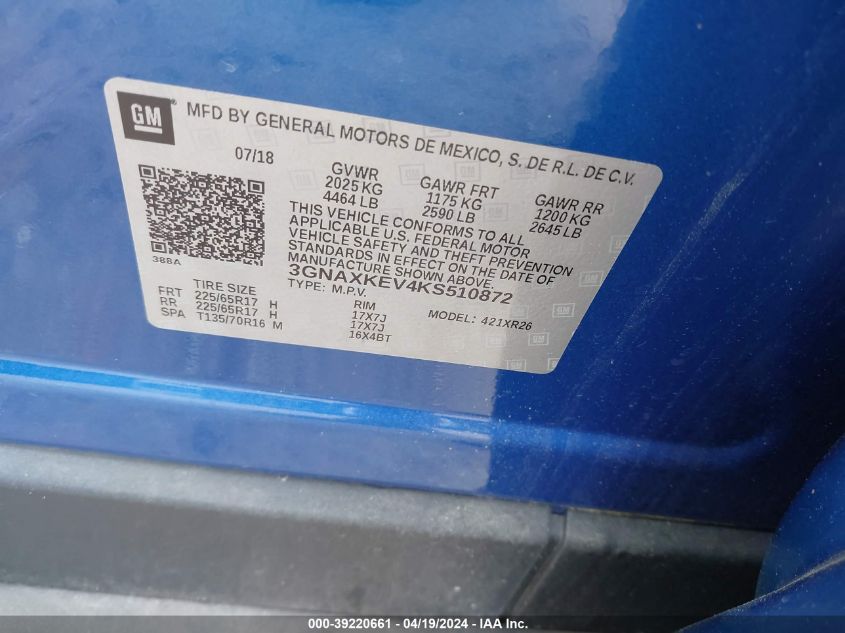 GM
MFD BY GENERAL MOTORS DE MEXICO, S. DE R.L. DE C.V.
07/18
GVWR GAWR FRT GAWR RR
2025 KG 1175 KG 1200 KG
4464 LB 2590 LB 2645 LB
THIS VEHICLE CONFORMS TO ALL
APPLICABLE U.S. FEDERAL MOTOR
VEHICLE SAFETY AND THEFT PREVENTION
STANDARDS IN EFFECT ON THE DATE OF
MANUFACTURE SHOWN ABOVE.
3GNAXKEV4KS510872
TYPE: M.P.V. MODEL: 421XR26
388A
TIRE SIZE RIM
FRT 225/65R17 H 17X7J
RR 225/65R17 H 17X7J
SPA T135/70R16 M 16X4BT
000-39220661 - 04/19/2024 - IAA, Inc.